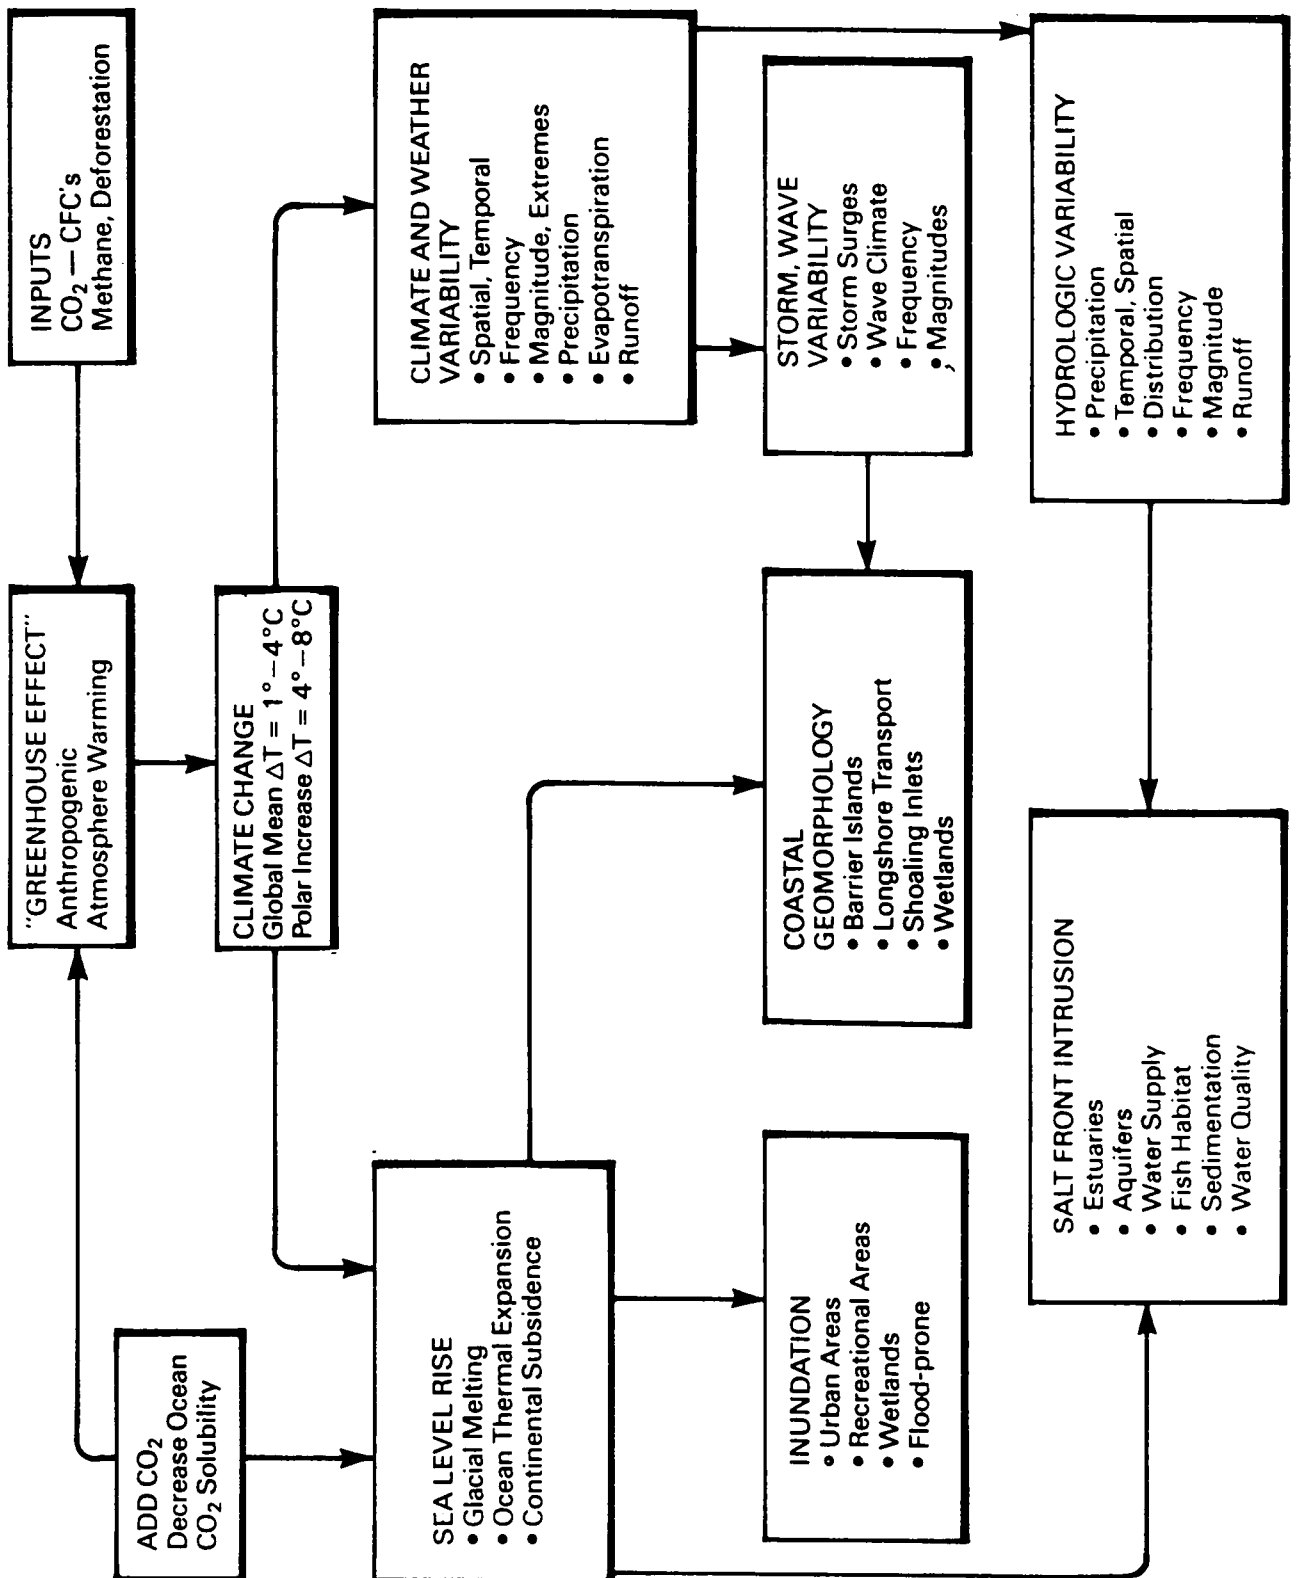 ADD CO₂
Decrease Ocean
CO₂ Solubility
"GREENHOUSE EFFECT"
Anthropogenic
Atmosphere Warming
INPUTS
CO₂ — CFC's
Methane, Deforestation
CLIMATE CHANGE
Global Mean ΔT = 1°–4°C
Polar Increase ΔT = 4°–8°C
SEA LEVEL RISE
• Glacial Melting
• Ocean Thermal Expansion
• Continental Subsidence
CLIMATE AND WEATHER
VARIABILITY
• Spatial, Temporal
• Frequency
• Magnitude, Extremes
• Precipitation
• Evapotranspiration
• Runoff
INUNDATION
• Urban Areas
• Recreational Areas
• Wetlands
• Flood-prone
COASTAL
GEOMORPHOLOGY
• Barrier Islands
• Longshore Transport
• Shoaling Inlets
• Wetlands
STORM, WAVE
VARIABILITY
• Storm Surges
• Wave Climate
• Frequency
• Magnitudes
SALT FRONT INTRUSION
• Estuaries
• Aquifers
• Water Supply
• Fish Habitat
• Sedimentation
• Water Quality
HYDROLOGIC VARIABILITY
• Precipitation
• Temporal, Spatial
• Distribution
• Frequency
• Magnitude
• Runoff